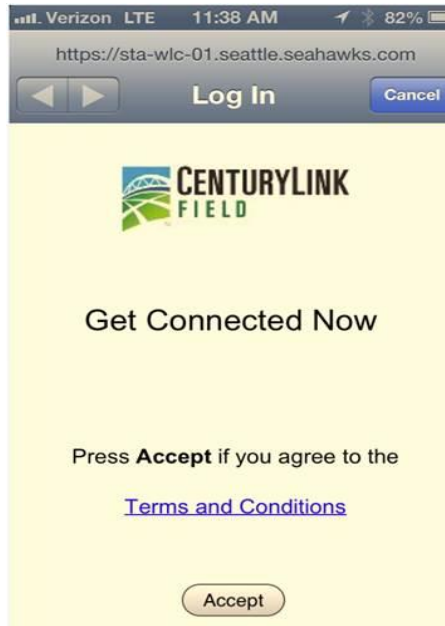 Verizon LTE 11:38 AM 82%
https://sta-wlc-01.seattle.seahawks.com
Log In Cancel
CENTURYLINK
FIELD
Get Connected Now
Press Accept if you agree to the
Terms and Conditions
Accept